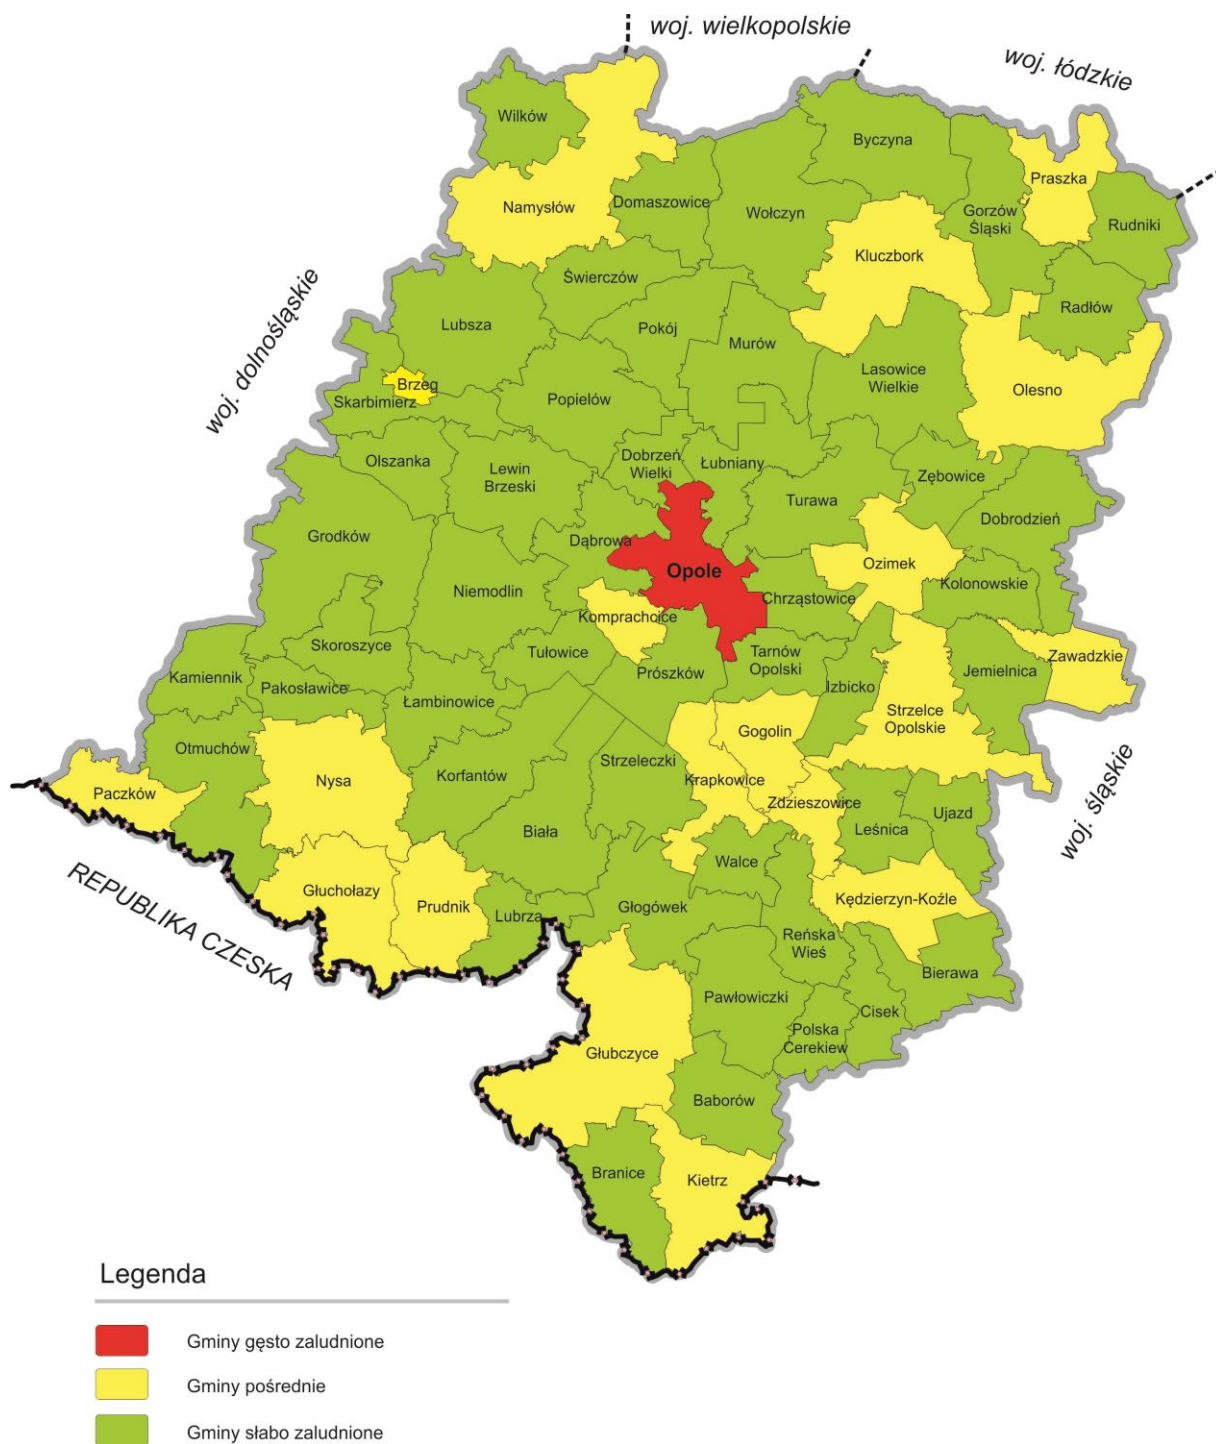 woj. wielkopolskie
woj. łódzkie
Wilków
Byczyna
Praszka
Namysłów
Domaszowice
Wołczyn
Gorzów
Śląski
Rudniki
Kluczbork
Świerczów
Radłów
Lubsza
Pokój
Murów
woj. dolnośląskie
Lasowice
Wielkie
Brzeg
Olesno
Skarbimierz
Popielów
Olszanka
Lewin
Brzeski
Dobrzeń
Wielki
Łubniany
Zębowice
Turawa
Dobrodzień
Grodków
Dąbrowa
Opole
Ozimek
Niemodlin
Chrząstowice
Kolonowskie
Komprachcice
Skoroszyce
Tułowice
Prószków
Tarnów
Opolski
Zawadzkie
Kamiennik
Pakosławice
Łambinowice
Izbicko
Jemielnica
Strzelce
Opolskie
Otmuchów
Gogolin
Strzeleczki
Nysa
Korfantów
Krapkowice
Paczków
Zdzieszowice
woj. śląskie
Ujazd
Biała
Leśnica
Walce
REPUBLIKA CZESKA
Głuchołazy
Prudnik
Lubrza
Głogówek
Kędzierzyn-Koźle
Reńska
Wieś
Bierawa
Pawłowiczki
Cisek
Polska
Cerekiew
Głubczyce
Baborów
Branice
Kietrz
Legenda
Gminy gęsto zaludnione
Gminy pośrednie
Gminy słabo zaludnione